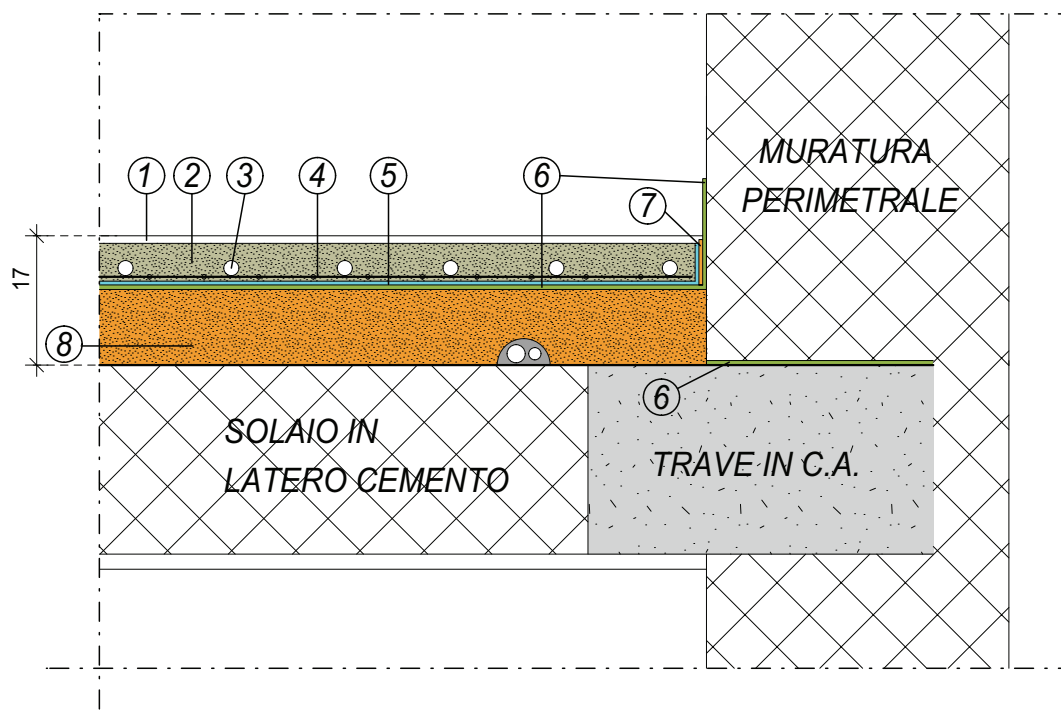 1 2 3 4 5 6
7
MURATURA
PERIMETRALE
17
8
6
SOLAIO IN
LATERO CEMENTO
TRAVE IN C.A.